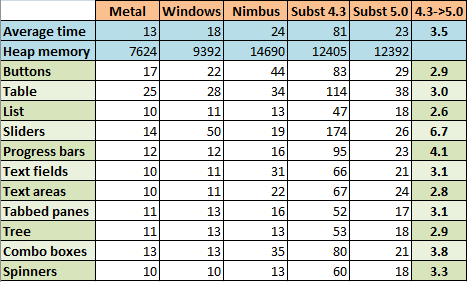 Metal Windows Nimbus Subst 4.3 Subst 5.0 4.3->5.0
Average time 13 18 24 81 23 3.5
Heap memory 7624 9392 14690 12405 12392
Buttons 17 22 44 83 29 2.9
Table 25 28 34 114 38 3.0
List 10 11 13 47 18 2.6
Sliders 14 50 19 174 26 6.7
Progress bars 12 12 16 95 23 4.1
Text fields 10 11 31 66 21 3.1
Text areas 10 11 22 67 24 2.8
Tabbed panes 11 13 16 52 17 3.1
Tree 11 13 13 53 18 2.9
Combo boxes 13 13 35 80 21 3.8
Spinners 10 10 13 60 18 3.3